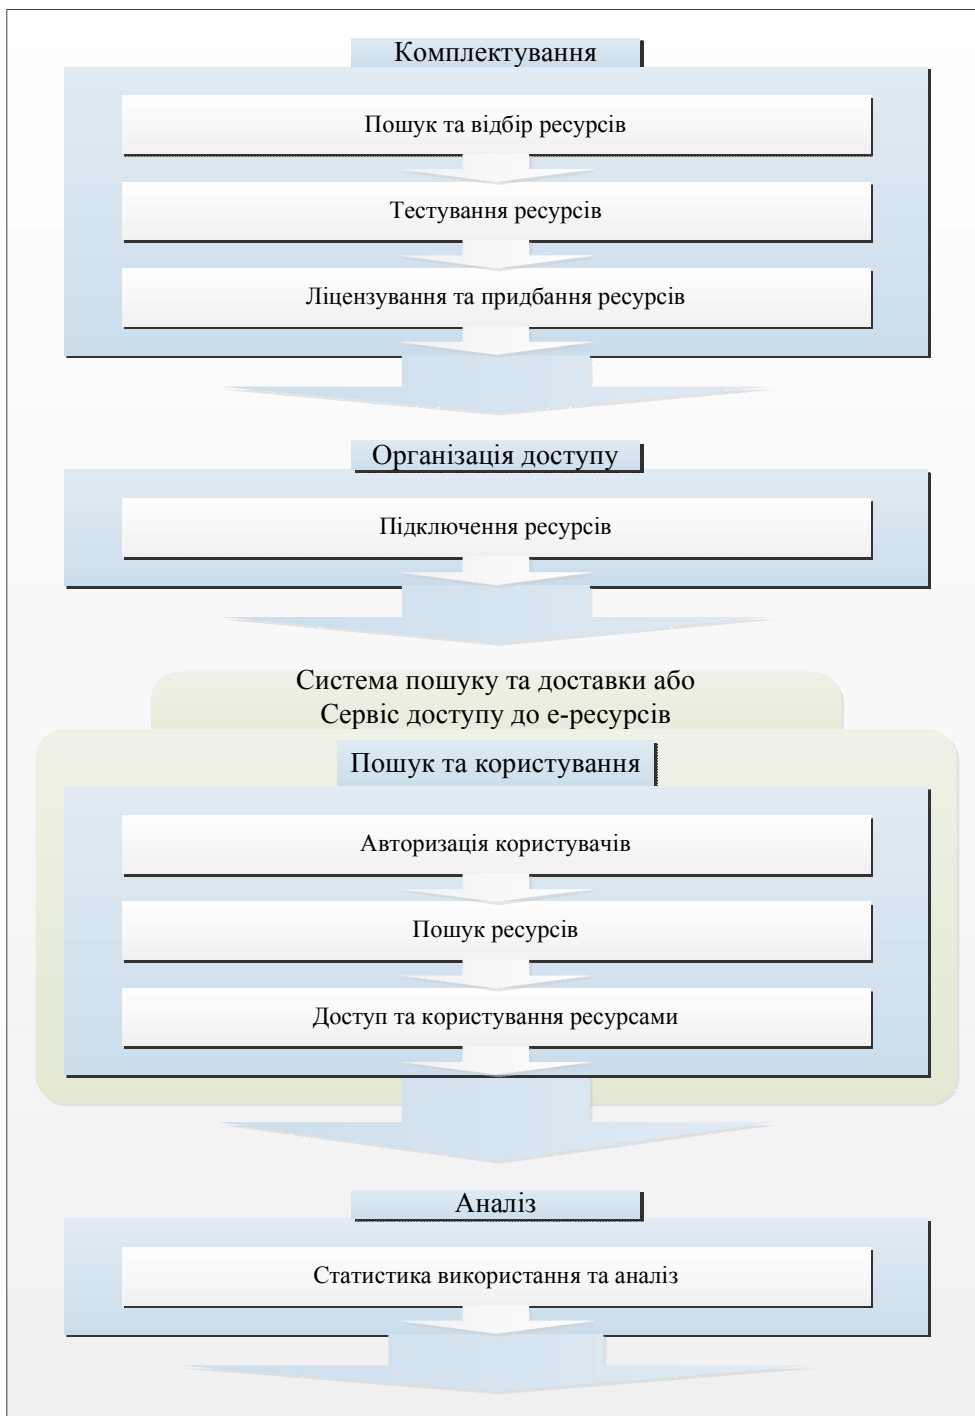 Комплектування
Пошук та відбір ресурсів
Тестування ресурсів
Ліцензування та придбання ресурсів
Організація доступу
Підключення ресурсів
Система пошуку та доставки або
Сервіс доступу до е-ресурсів
Пошук та користування
Авторизація користувачів
Пошук ресурсів
Доступ та користування ресурсами
Аналіз
Статистика використання та аналіз